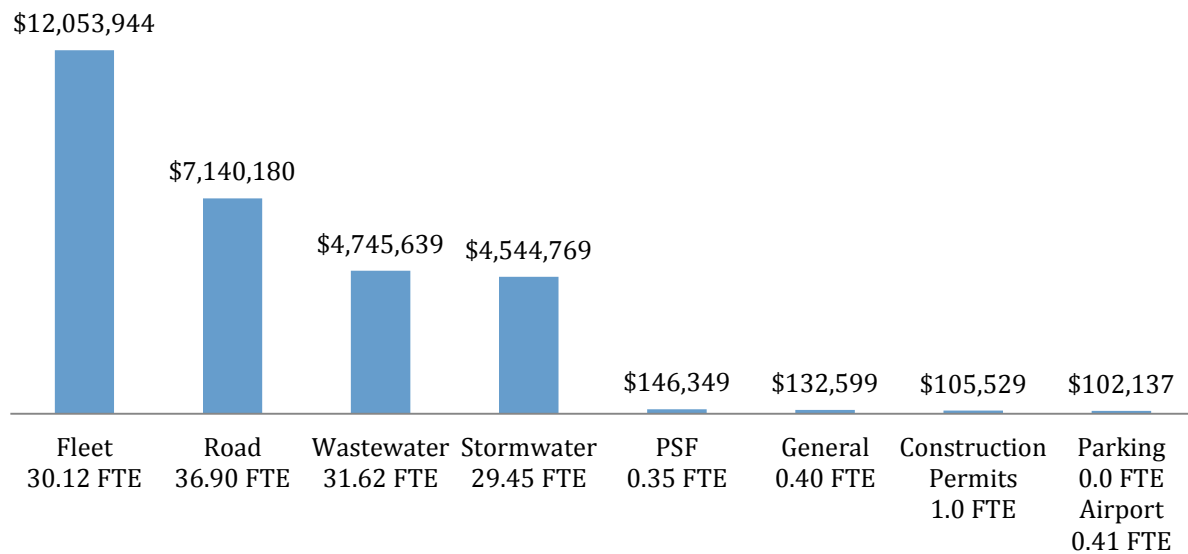 $12,053,944
$7,140,180
$4,745,639
$4,544,769
$146,349
$132,599
$105,529
$102,137
Fleet
30.12 FTE
Road
36.90 FTE
Wastewater
31.62 FTE
Stormwater
29.45 FTE
PSF
0.35 FTE
General
0.40 FTE
Construction
Permits
1.0 FTE
Parking
0.0 FTE
Airport
0.41 FTE